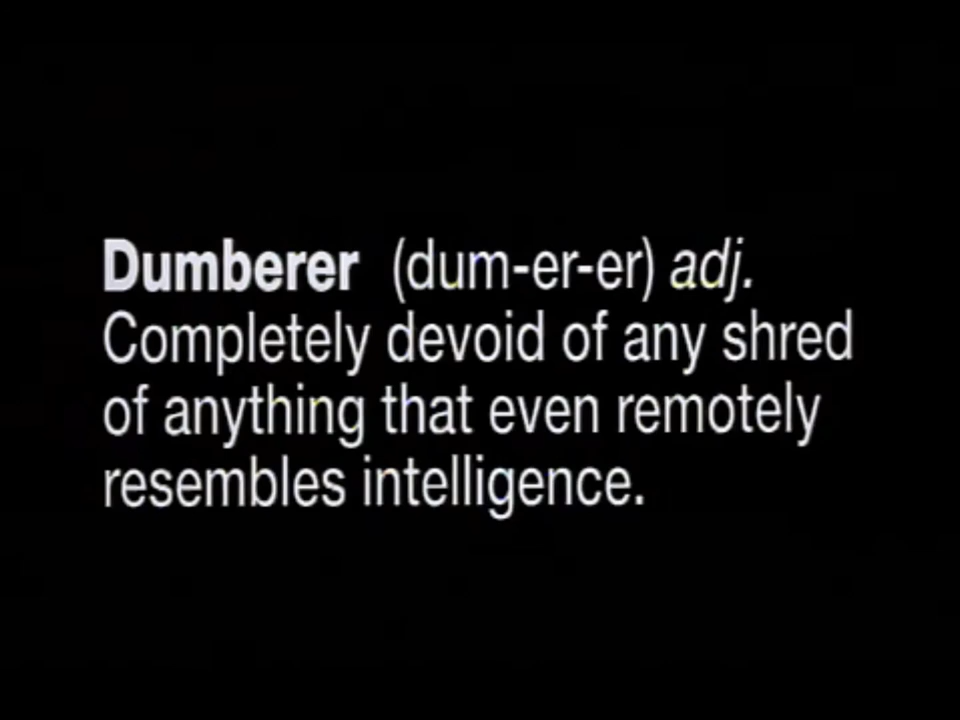 Dumberer (dum-er-er) adj.
Completely devoid of any shred
of anything that even remotely
resembles intelligence.